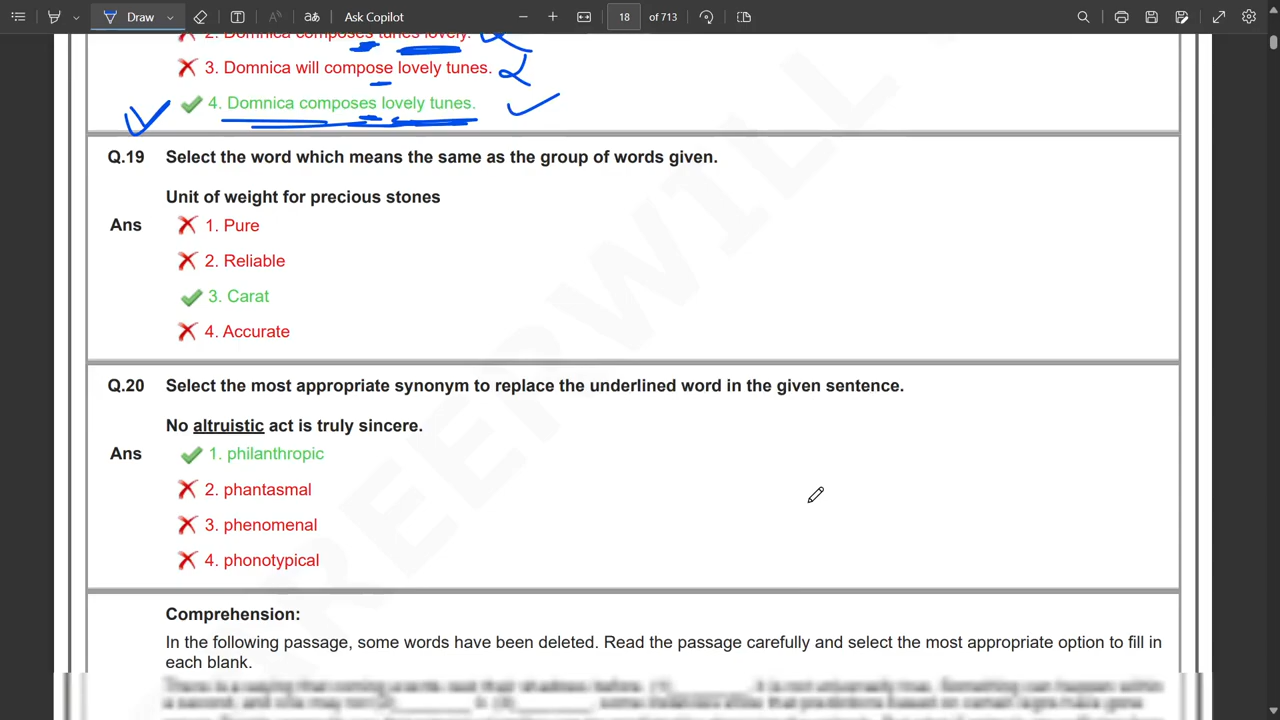 Draw
Ask Copilot
18 of 713
2. Domnica composes tunes lovely.
3. Domnica will compose lovely tunes.
4. Domnica composes lovely tunes.
Q.19 Select the word which means the same as the group of words given.
Unit of weight for precious stones
Ans 1. Pure
2. Reliable
3. Carat
4. Accurate
Q.20 Select the most appropriate synonym to replace the underlined word in the given sentence.
No altruistic act is truly sincere.
Ans 1. philanthropic
2. phantasmal
3. phenomenal
4. phonotypical
Comprehension:
In the following passage, some words have been deleted. Read the passage carefully and select the most appropriate option to fill in
each blank.